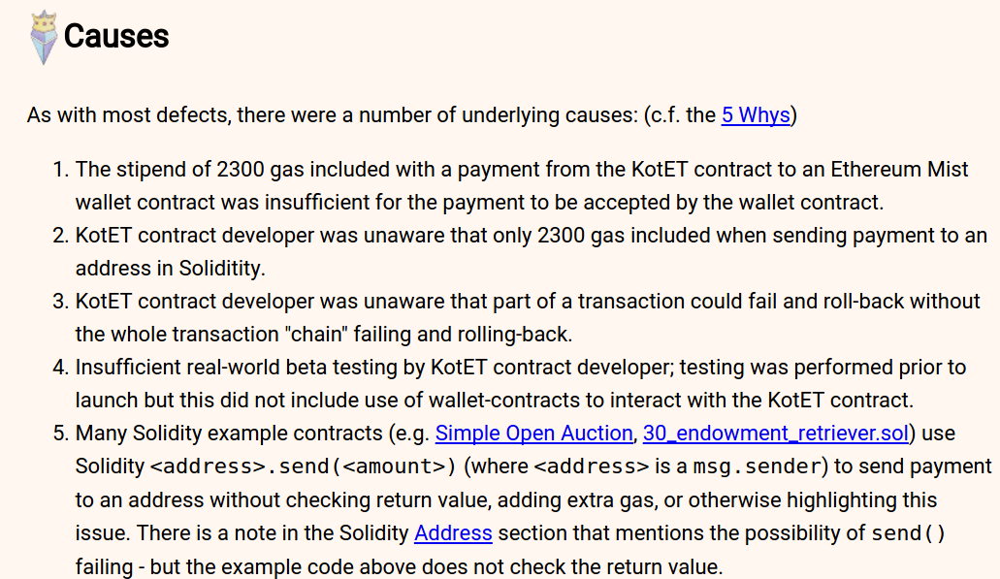 Causes
As with most defects, there were a number of underlying causes: (c.f. the 5 Whys)
1. The stipend of 2300 gas included with a payment from the KotET contract to an Ethereum Mist
wallet contract was insufficient for the payment to be accepted by the wallet contract.
2. KotET contract developer was unaware that only 2300 gas included when sending payment to an
address in Soliditity.
3. KotET contract developer was unaware that part of a transaction could fail and roll-back without
the whole transaction "chain" failing and rolling-back.
4. Insufficient real-world beta testing by KotET contract developer; testing was performed prior to
launch but this did not include use of wallet-contracts to interact with the KotET contract.
5. Many Solidity example contracts (e.g. Simple Open Auction, 30_endowment_retriever.sol) use
Solidity <address>.send(<amount>) (where <address> is a msg.sender) to send payment
to an address without checking return value, adding extra gas, or otherwise highlighting this
issue. There is a note in the Solidity Address section that mentions the possibility of send()
failing - but the example code above does not check the return value.